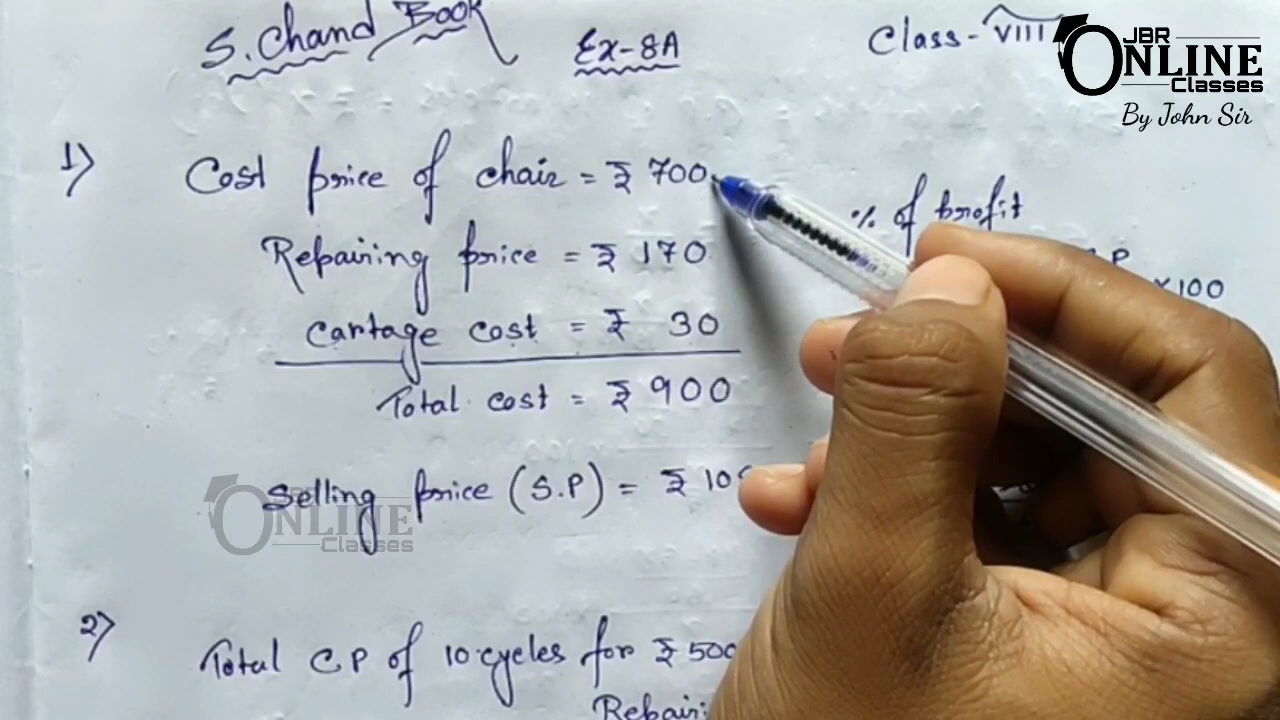 S. Chand Book Ex-8A Class - VIII
JBR
ONLINE
Classes
By John Sir
1) Cost price of chair = ₹ 700
Repairing price = ₹ 170
Cartage cost = ₹ 30
Total cost = ₹ 900
Selling price (S.P) = ₹ 10
% of profit
×100
ONLINE
Classes
2) Total C P of 10 cycles for ₹ 500
Repair